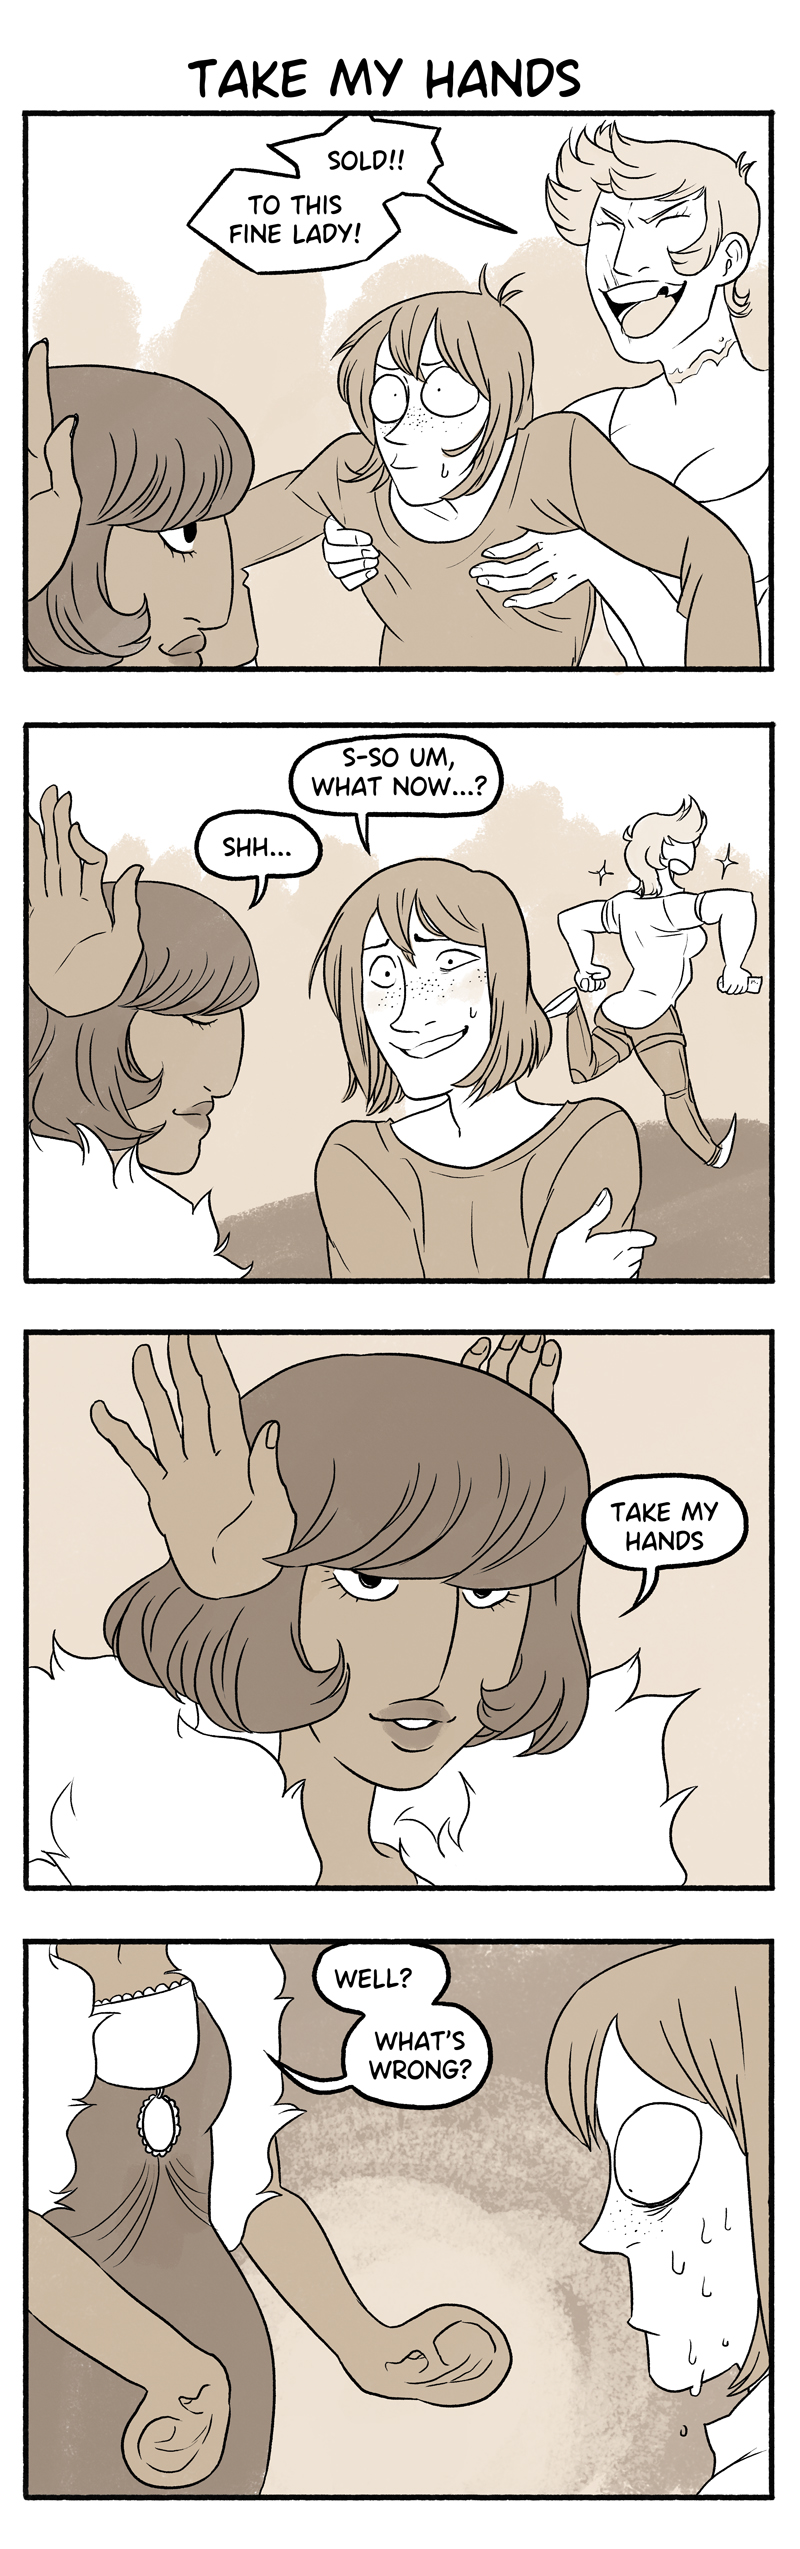 TAKE MY HANDS
SOLD!!
TO THIS
FINE LADY!
S-SO UM,
WHAT NOW...?
SHH...
TAKE MY
HANDS
WELL?
WHAT'S
WRONG?